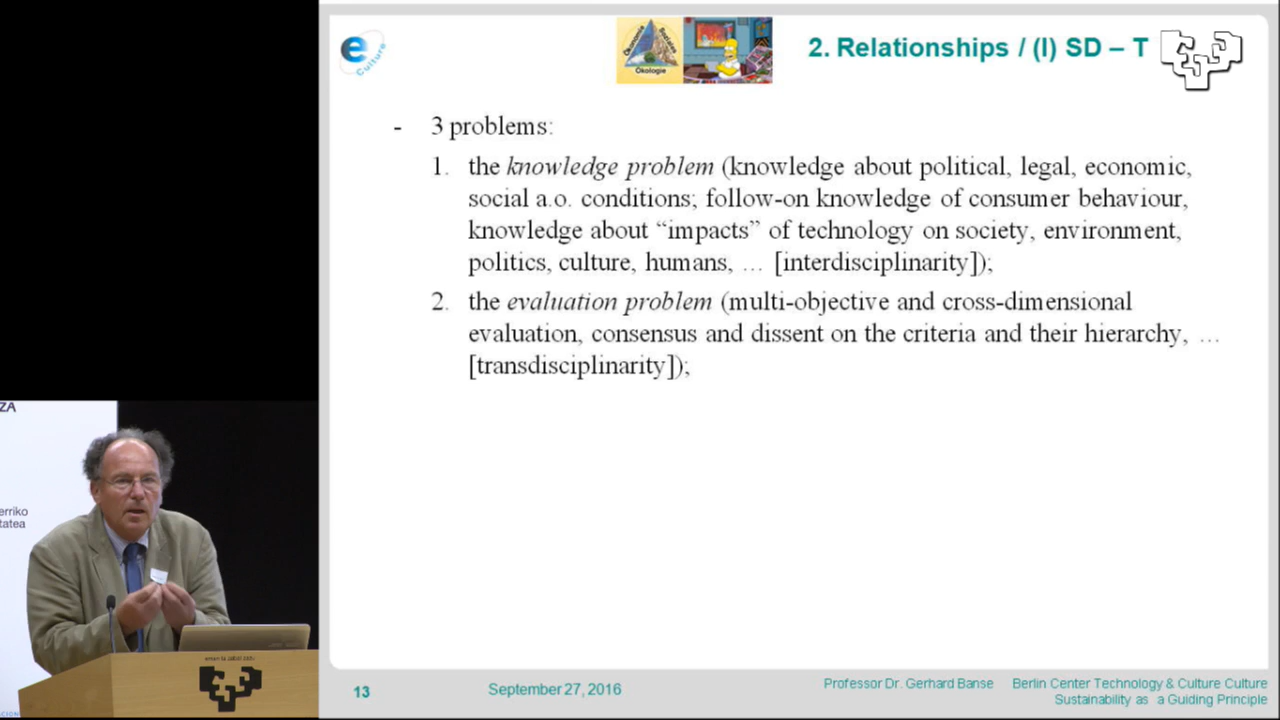 e
Culture
Ökonomie
Soziales
Ökologie
2. Relationships / (I) SD – T
- 3 problems:
1. the knowledge problem (knowledge about political, legal, economic,
social a.o. conditions; follow-on knowledge of consumer behaviour,
knowledge about “impacts” of technology on society, environment,
politics, culture, humans, … [interdisciplinarity]);
2. the evaluation problem (multi-objective and cross-dimensional
evaluation, consensus and dissent on the criteria and their hierarchy, …
[transdisciplinarity]);
ZA
erriko
tatea
13
September 27, 2016
Professor Dr. Gerhard Banse Berlin Center Technology & Culture Culture
Sustainability as a Guiding Principle